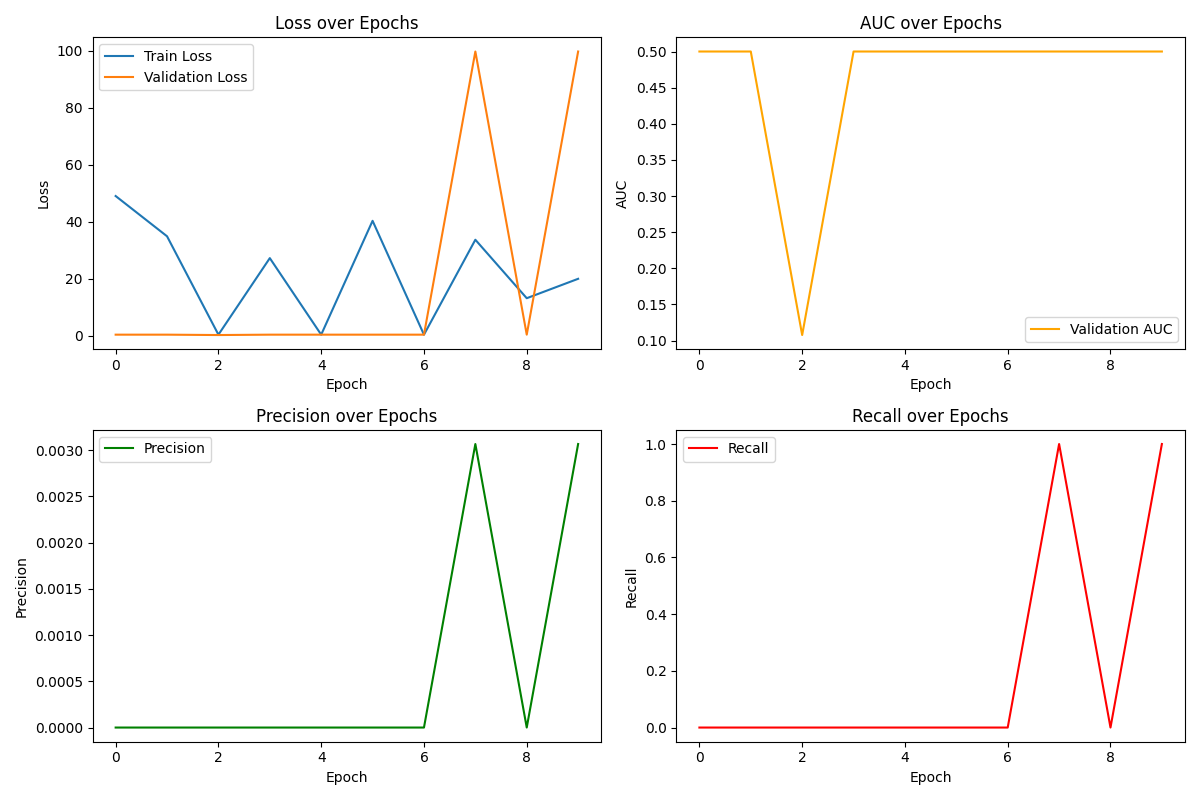 Loss over Epochs
100
80
60
40
20
0
Loss
Train Loss
Validation Loss
0 2 4 6 8
Epoch
AUC over Epochs
0.50
0.45
0.40
0.35
0.30
0.25
0.20
0.15
0.10
AUC
Validation AUC
0 2 4 6 8
Epoch
Precision over Epochs
0.0030
0.0025
0.0020
0.0015
0.0010
0.0005
0.0000
Precision
Precision
0 2 4 6 8
Epoch
Recall over Epochs
1.0
0.8
0.6
0.4
0.2
0.0
Recall
Recall
0 2 4 6 8
Epoch